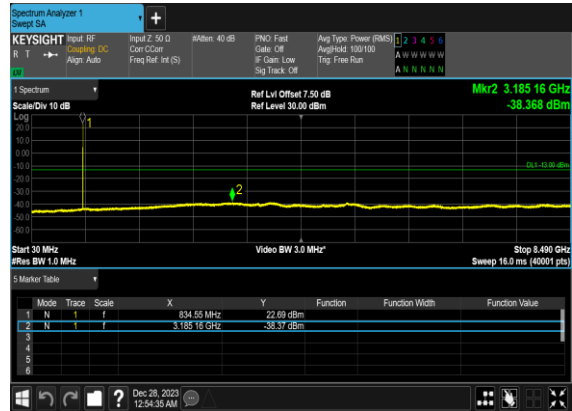 Spectrum Analyzer 1
Swept SA
+
KEYSIGHT Input: RF Input Z: 50 Ω #Atten: 40 dB PNO: Fast Avg Type: Power (RMS) 1 2 3 4 5 6
R T Coupling: DC Corr CCorr Gate: Off Avg|Hold: 100/100 A W W W W W
Align: Auto Freq Ref: Int (S) IF Gain: Low Trig: Free Run
Sig Track: Off A N N N N N
1 Spectrum Ref Lvl Offset 7.50 dB Mkr2 3.185 16 GHz
Scale/Div 10 dB Ref Level 30.00 dBm -38.368 dBm
Log
1
20.0
10.0
0.00
-10.0 DL1 -13.00 dBm
-20.0
-30.0 2
-40.0
-50.0
-60.0
Start 30 MHz Video BW 3.0 MHz* Stop 8.490 GHz
#Res BW 1.0 MHz Sweep 16.0 ms (40001 pts)
5 Marker Table
Mode Trace Scale X Y Function Function Width Function Value
1 N 1 f 834.55 MHz 22.69 dBm
2 N 1 f 3.185 16 GHz -38.37 dBm
3
4
5
6
? Dec 28, 2023
12:54:35 AM